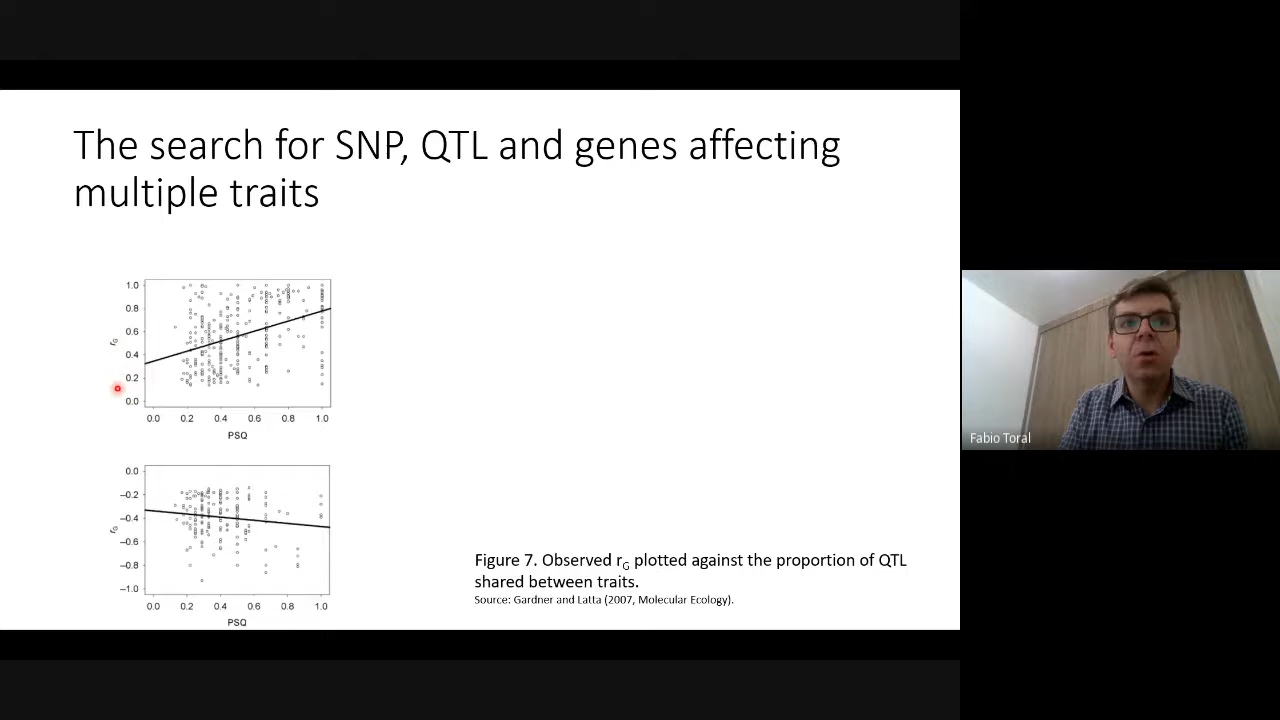 The search for SNP, QTL and genes affecting
multiple traits
1.0
0.8
0.6
0.4
0.2
0.0
rG
0.0 0.2 0.4 0.6 0.8 1.0
PSQ
0.0
–0.2
–0.4
–0.6
–0.8
–1.0
rG
0.0 0.2 0.4 0.6 0.8 1.0
PSQ
Figure 7. Observed rG plotted against the proportion of QTL
shared between traits.
Source: Gardner and Latta (2007, Molecular Ecology).
Fabio Toral